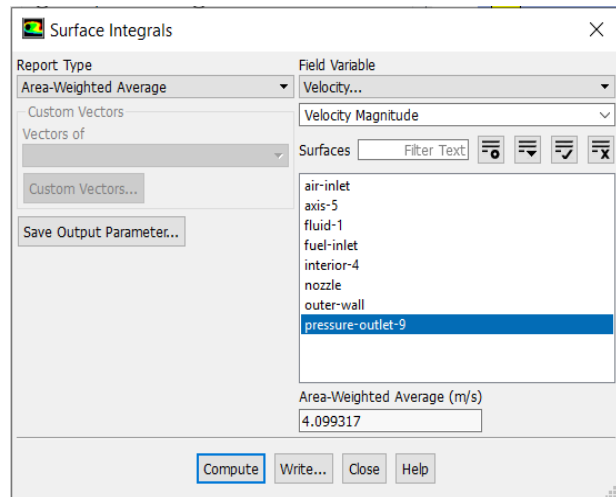 Surface Integrals
Report Type
Area-Weighted Average
Custom Vectors
Vectors of
Custom Vectors...
Save Output Parameter...
Field Variable
Velocity...
Velocity Magnitude
Surfaces Filter Text
air-inlet
axis-5
fluid-1
fuel-inlet
interior-4
nozzle
outer-wall
pressure-outlet-9
Area-Weighted Average (m/s)
4.099317
Compute Write... Close Help